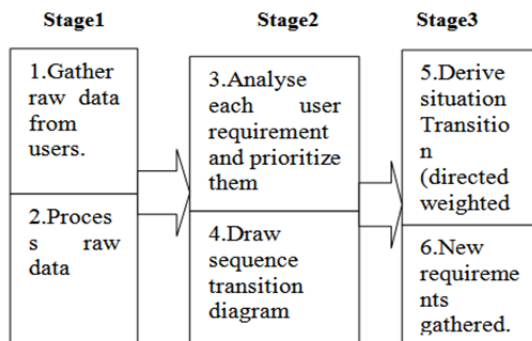 Stage1
Stage2
Stage3
1.Gather
raw data
from
users.
2.Proces
s raw
data
3.Analyse
each user
requirement
and prioritize
them
4.Draw
sequence
transition
diagram
5.Derive
situation
Transitio
n
(directed
weighted
6.New
requireme
nts
gathered.